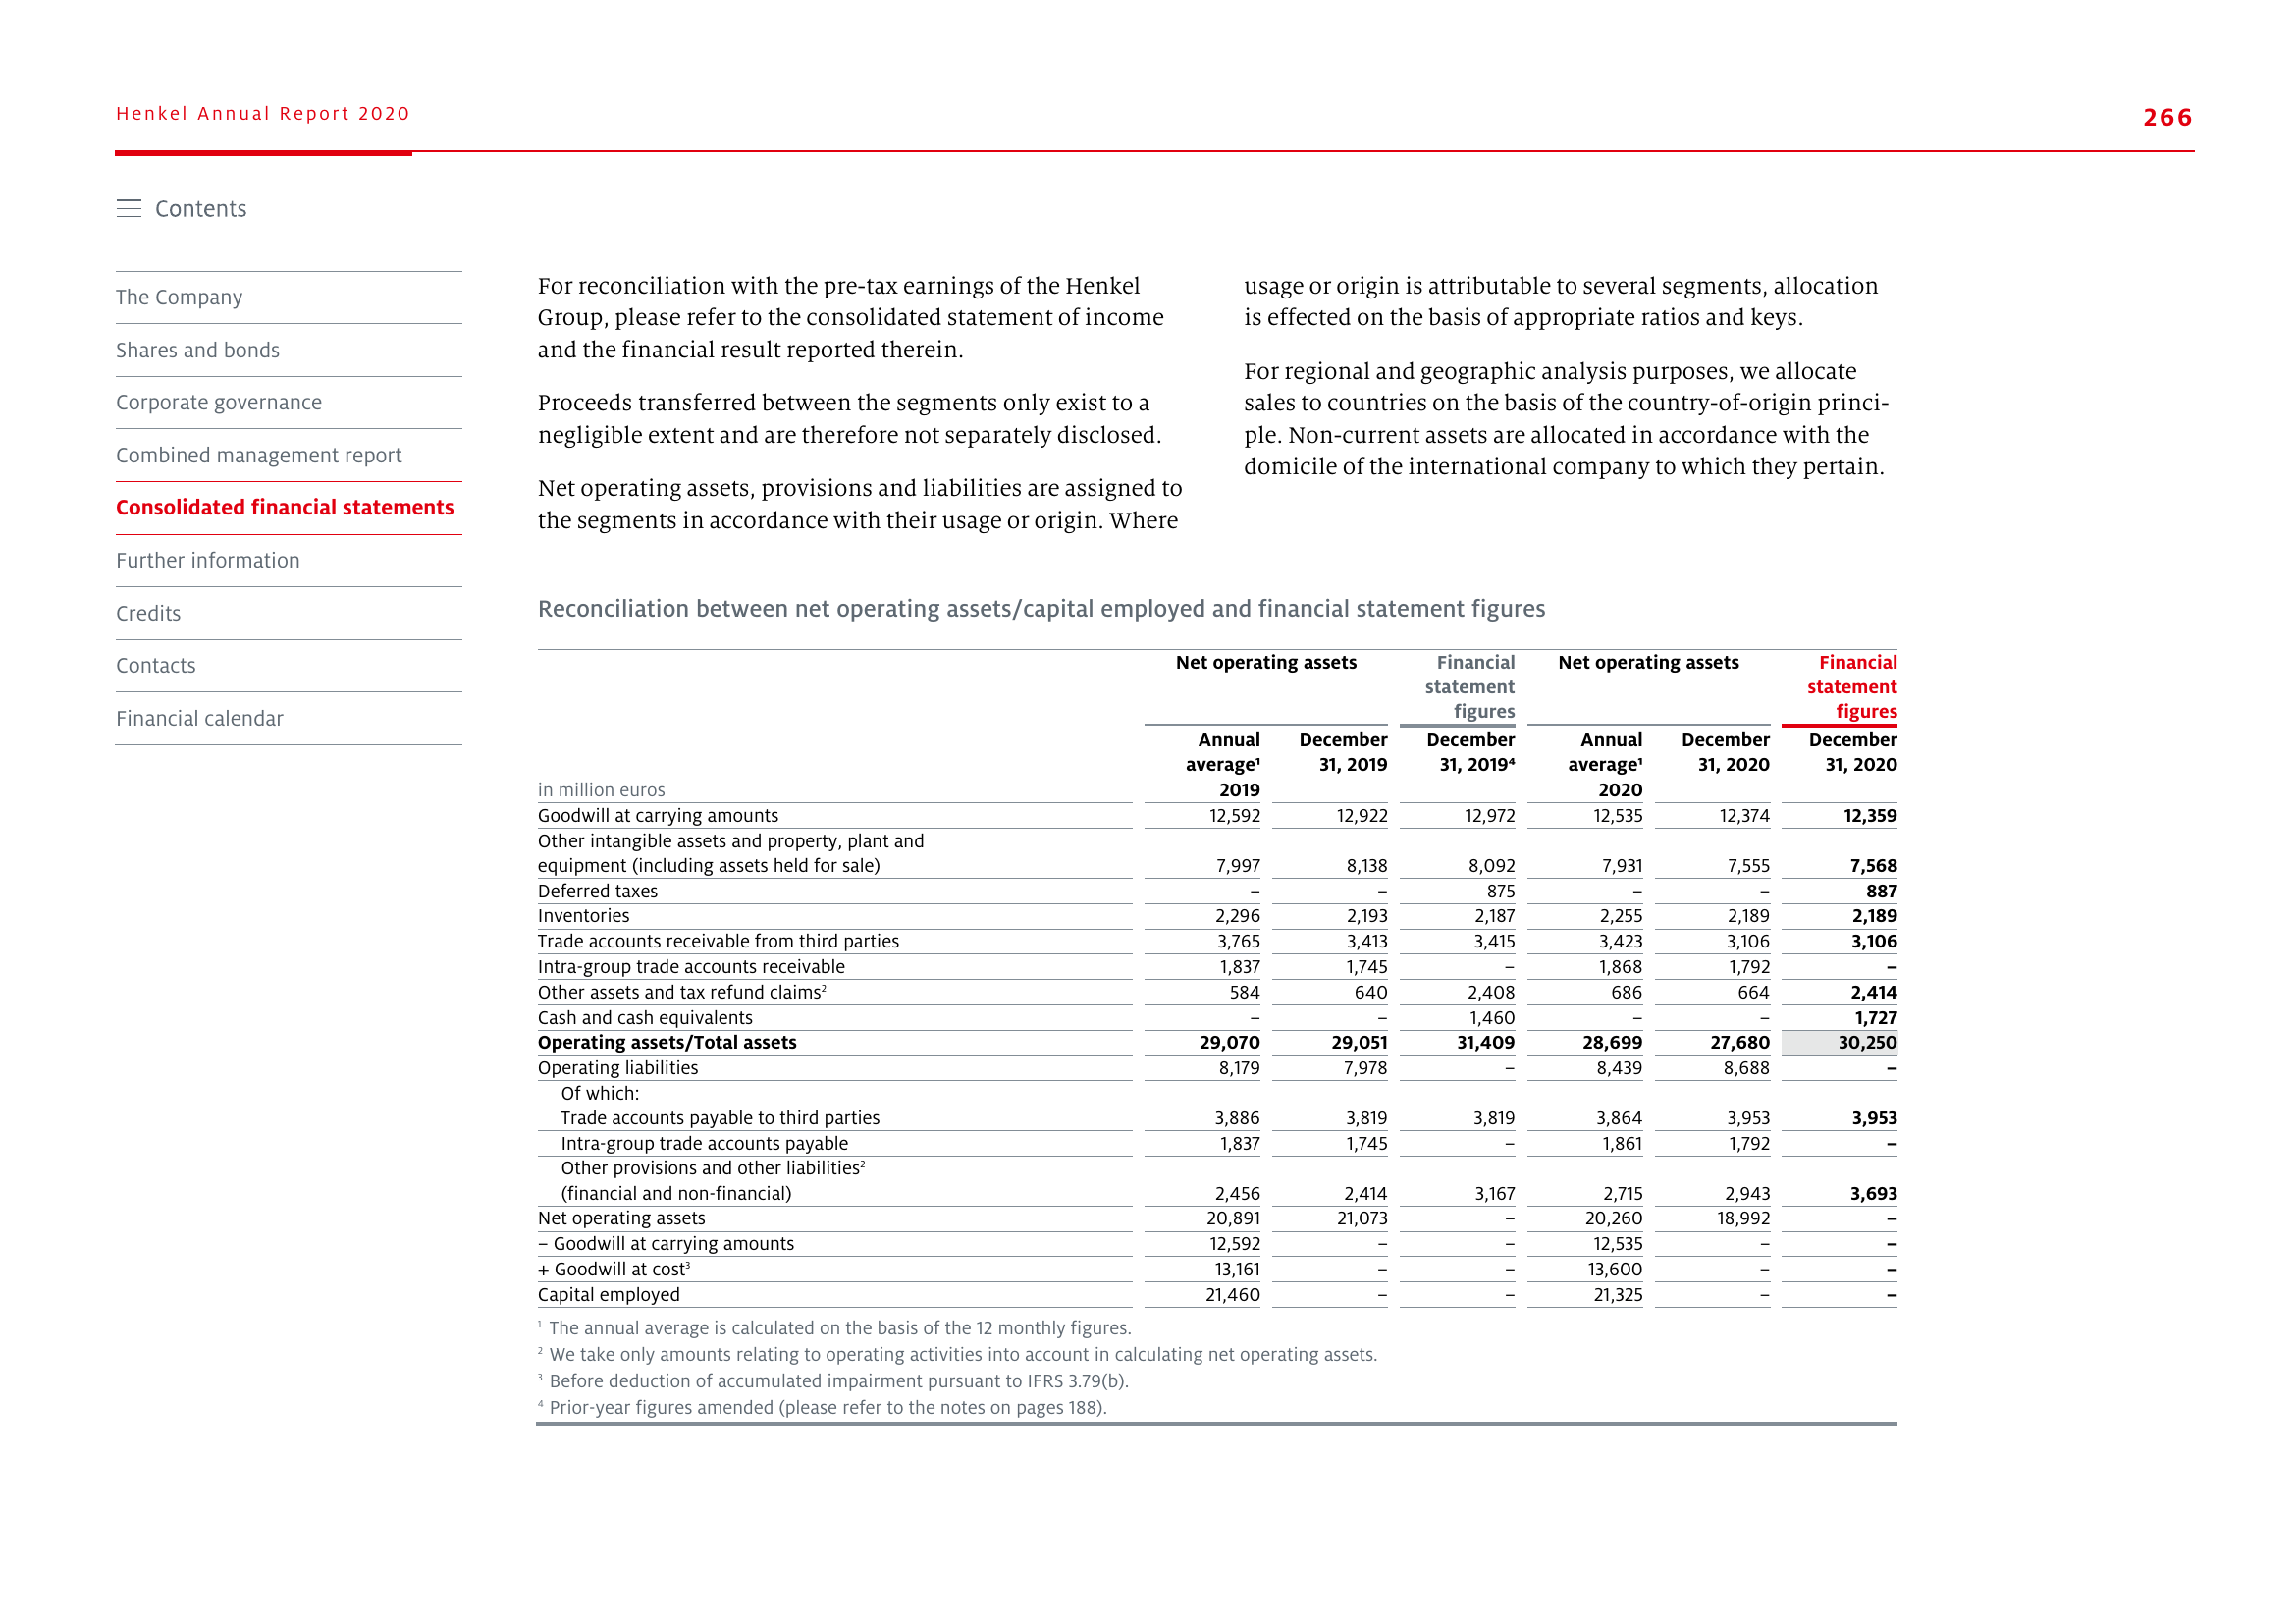 Henkel Annual Report 2020
266
Contents
The Company
Shares and bonds
Corporate governance
Combined management report
Consolidated financial statements
Further information
Credits
Contacts
Financial calendar
For reconciliation with the pre-tax earnings of the Henkel
Group, please refer to the consolidated statement of income
and the financial result reported therein.
Proceeds transferred between the segments only exist to a
negligible extent and are therefore not separately disclosed.
Net operating assets, provisions and liabilities are assigned to
the segments in accordance with their usage or origin. Where
usage or origin is attributable to several segments, allocation
is effected on the basis of appropriate ratios and keys.
For regional and geographic analysis purposes, we allocate
sales to countries on the basis of the country-of-origin princi-
ple. Non-current assets are allocated in accordance with the
domicile of the international company to which they pertain.
Reconciliation between net operating assets/capital employed and financial statement figures
Net operating assets Financial Net operating assets Financial
statement statement
figures figures
Annual December December Annual December December
average¹ 31, 2019 31, 2019⁴ average¹ 31, 2020 31, 2020
in million euros 2019 2020
Goodwill at carrying amounts 12,592 12,922 12,972 12,535 12,374 12,359
Other intangible assets and property, plant and
equipment (including assets held for sale) 7,997 8,138 8,092 7,931 7,555 7,568
Deferred taxes – – 875 – – 887
Inventories 2,296 2,193 2,187 2,255 2,189 2,189
Trade accounts receivable from third parties 3,765 3,413 3,415 3,423 3,106 3,106
Intra-group trade accounts receivable 1,837 1,745 – 1,868 1,792 –
Other assets and tax refund claims² 584 640 2,408 686 664 2,414
Cash and cash equivalents – – 1,460 – – 1,727
Operating assets/Total assets 29,070 29,051 31,409 28,699 27,680 30,250
Operating liabilities 8,179 7,978 – 8,439 8,688 –
Of which:
Trade accounts payable to third parties 3,886 3,819 3,819 3,864 3,953 3,953
Intra-group trade accounts payable 1,837 1,745 – 1,861 1,792 –
Other provisions and other liabilities²
(financial and non-financial) 2,456 2,414 3,167 2,715 2,943 3,693
Net operating assets 20,891 21,073 – 20,260 18,992 –
– Goodwill at carrying amounts 12,592 – – 12,535 – –
+ Goodwill at cost³ 13,161 – – 13,600 – –
Capital employed 21,460 – – 21,325 – –
¹ The annual average is calculated on the basis of the 12 monthly figures.
² We take only amounts relating to operating activities into account in calculating net operating assets.
³ Before deduction of accumulated impairment pursuant to IFRS 3.79(b).
⁴ Prior-year figures amended (please refer to the notes on pages 188).